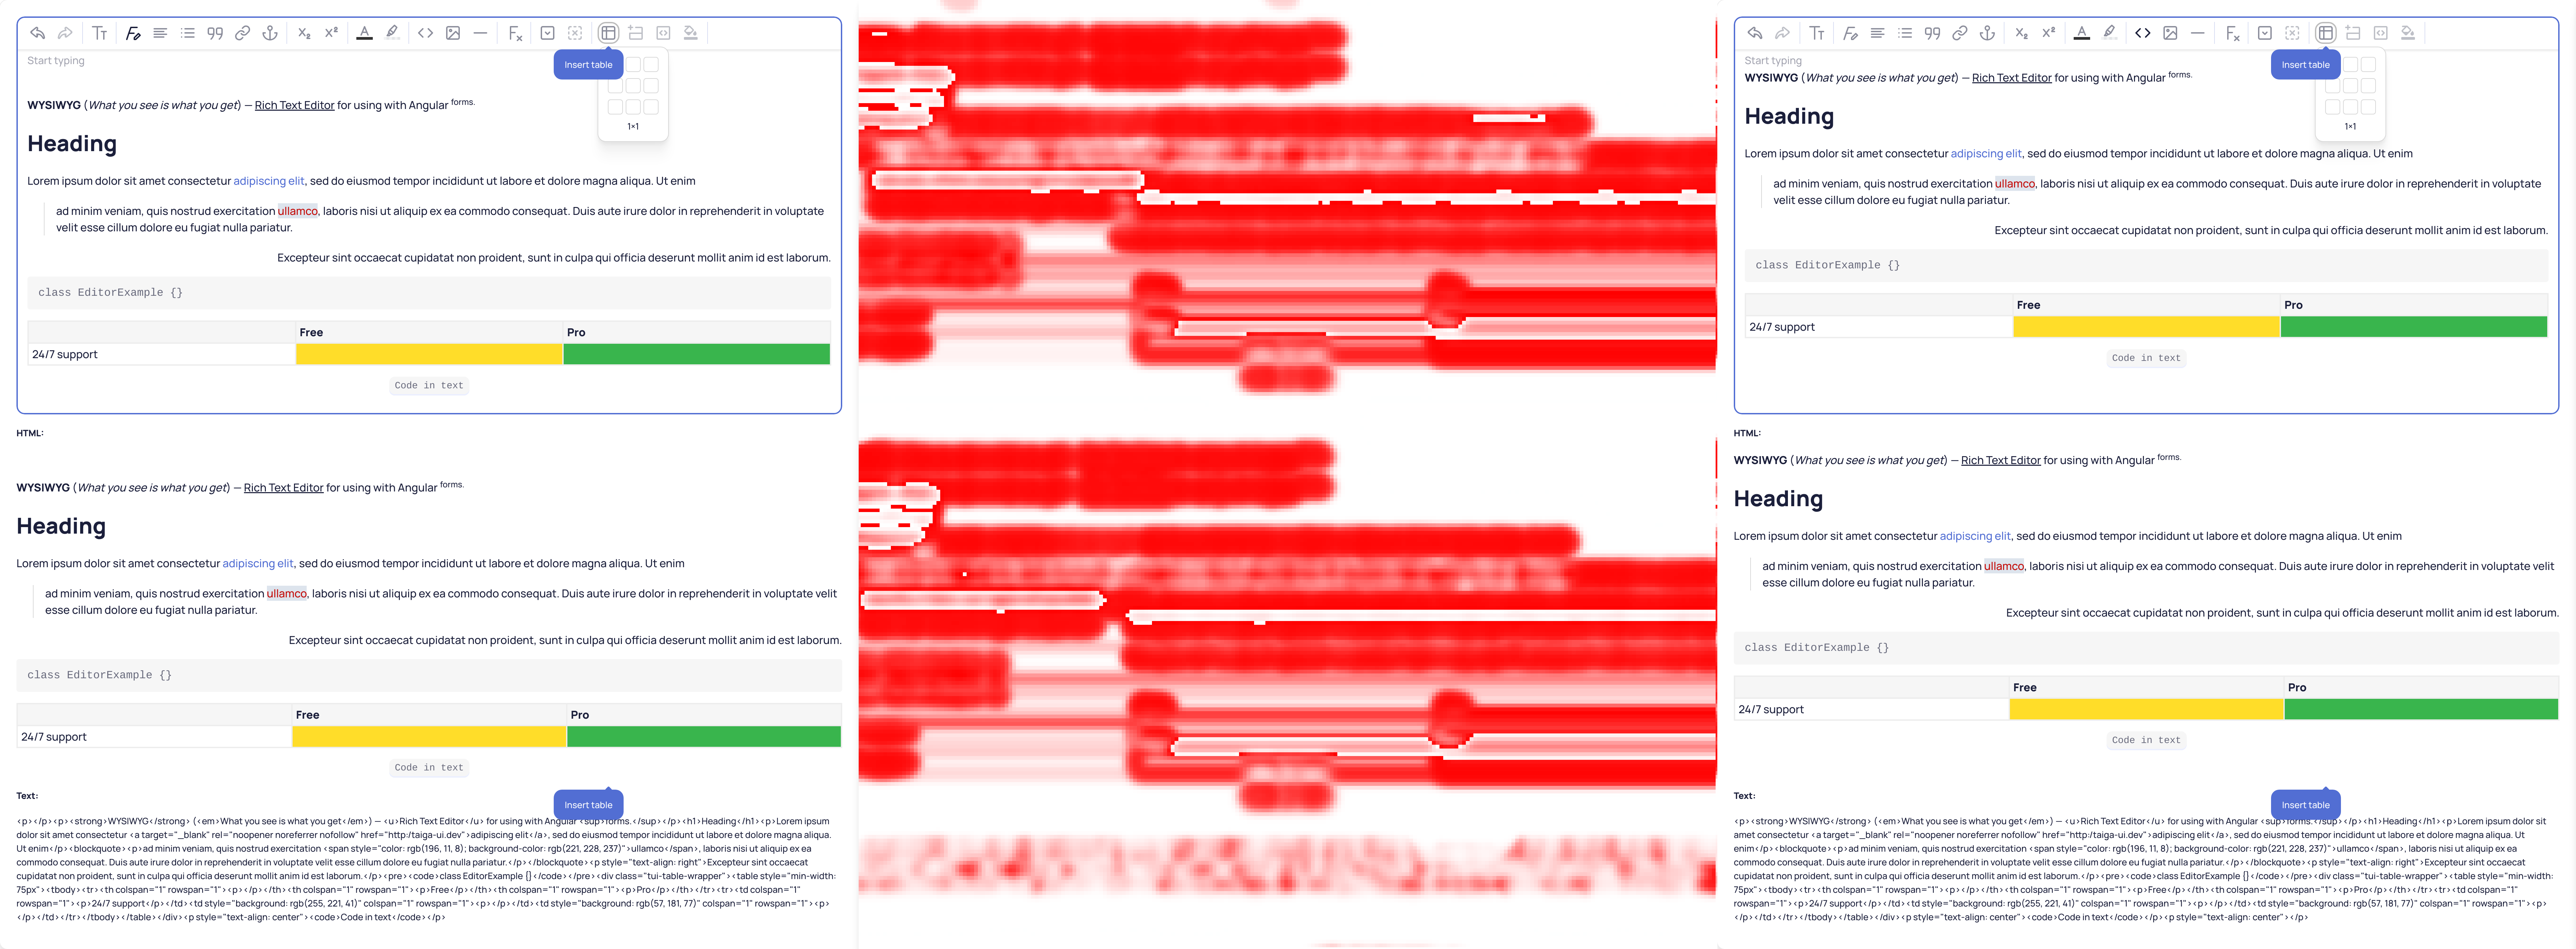 Start typing
Insert table
1×1
WYSIWYG (What you see is what you get) — Rich Text Editor for using with Angular forms.
Heading
Lorem ipsum dolor sit amet consectetur adipiscing elit, sed do eiusmod tempor incididunt ut labore et dolore magna aliqua. Ut enim
ad minim veniam, quis nostrud exercitation ullamco, laboris nisi ut aliquip ex ea commodo consequat. Duis aute irure dolor in reprehenderit in voluptate
velit esse cillum dolore eu fugiat nulla pariatur.
Excepteur sint occaecat cupidatat non proident, sunt in culpa qui officia deserunt mollit anim id est laborum.
class EditorExample {}
Free Pro
24/7 support
Code in text
HTML:
WYSIWYG (What you see is what you get) — Rich Text Editor for using with Angular forms.
Heading
Lorem ipsum dolor sit amet consectetur adipiscing elit, sed do eiusmod tempor incididunt ut labore et dolore magna aliqua. Ut enim
ad minim veniam, quis nostrud exercitation ullamco, laboris nisi ut aliquip ex ea commodo consequat. Duis aute irure dolor in reprehenderit in voluptate velit
esse cillum dolore eu fugiat nulla pariatur.
Excepteur sint occaecat cupidatat non proident, sunt in culpa qui officia deserunt mollit anim id est laborum.
class EditorExample {}
Free Pro
24/7 support
Code in text
Text:
Insert table
<p></p><p><strong>WYSIWYG</strong> (<em>What you see is what you get</em>) — <u>Rich Text Editor</u> for using with Angular <sup>forms.</sup></p><h1>Heading</h1><p>Lorem ipsum
dolor sit amet consectetur <a target="_blank" rel="noopener noreferrer nofollow" href="http:/taiga-ui.dev">adipiscing elit</a>, sed do eiusmod tempor incididunt ut labore et dolore magna aliqua.
Ut enim</p><blockquote><p>ad minim veniam, quis nostrud exercitation <span style="color: rgb(196, 11, 8); background-color: rgb(221, 228, 237)">ullamco</span>, laboris nisi ut aliquip ex ea
commodo consequat. Duis aute irure dolor in reprehenderit in voluptate velit esse cillum dolore eu fugiat nulla pariatur.</p></blockquote><p style="text-align: right">Excepteur sint occaecat
cupidatat non proident, sunt in culpa qui officia deserunt mollit anim id est laborum.</p><pre><code>class EditorExample {}</code></pre><div class="tui-table-wrapper"><table style="min-width:
75px"><tbody><tr><th colspan="1" rowspan="1"><p></p></th><th colspan="1" rowspan="1"><p>Free</p></th><th colspan="1" rowspan="1"><p>Pro</p></th></tr><tr><td colspan="1"
rowspan="1"><p>24/7 support</p></td><td style="background: rgb(255, 221, 41)" colspan="1" rowspan="1"><p></p></td><td style="background: rgb(57, 181, 77)" colspan="1" rowspan="1"><p>
</p></td></tr></tbody></table></div><p style="text-align: center"><code>Code in text</code></p>
Start typing
Insert table
1×1
WYSIWYG (What you see is what you get) — Rich Text Editor for using with Angular forms.
Heading
Lorem ipsum dolor sit amet consectetur adipiscing elit, sed do eiusmod tempor incididunt ut labore et dolore magna aliqua. Ut enim
ad minim veniam, quis nostrud exercitation ullamco, laboris nisi ut aliquip ex ea commodo consequat. Duis aute irure dolor in reprehenderit in voluptate
velit esse cillum dolore eu fugiat nulla pariatur.
Excepteur sint occaecat cupidatat non proident, sunt in culpa qui officia deserunt mollit anim id est laborum.
class EditorExample {}
Free Pro
24/7 support
Code in text
HTML:
WYSIWYG (What you see is what you get) — Rich Text Editor for using with Angular forms.
Heading
Lorem ipsum dolor sit amet consectetur adipiscing elit, sed do eiusmod tempor incididunt ut labore et dolore magna aliqua. Ut enim
ad minim veniam, quis nostrud exercitation ullamco, laboris nisi ut aliquip ex ea commodo consequat. Duis aute irure dolor in reprehenderit in voluptate velit
esse cillum dolore eu fugiat nulla pariatur.
Excepteur sint occaecat cupidatat non proident, sunt in culpa qui officia deserunt mollit anim id est laborum.
class EditorExample {}
Free Pro
24/7 support
Code in text
Text:
Insert table
<p><strong>WYSIWYG</strong> (<em>What you see is what you get</em>) — <u>Rich Text Editor</u> for using with Angular <sup>forms.</sup></p><h1>Heading</h1><p>Lorem ipsum dolor sit
amet consectetur <a target="_blank" rel="noopener noreferrer nofollow" href="http:/taiga-ui.dev">adipiscing elit</a>, sed do eiusmod tempor incididunt ut labore et dolore magna aliqua. Ut
enim</p><blockquote><p>ad minim veniam, quis nostrud exercitation <span style="color: rgb(196, 11, 8); background-color: rgb(221, 228, 237)">ullamco</span>, laboris nisi ut aliquip ex ea
commodo consequat. Duis aute irure dolor in reprehenderit in voluptate velit esse cillum dolore eu fugiat nulla pariatur.</p></blockquote><p style="text-align: right">Excepteur sint occaecat
cupidatat non proident, sunt in culpa qui officia deserunt mollit anim id est laborum.</p><pre><code>class EditorExample {}</code></pre><div class="tui-table-wrapper"><table style="min-width:
75px"><tbody><tr><th colspan="1" rowspan="1"><p></p></th><th colspan="1" rowspan="1"><p>Free</p></th><th colspan="1" rowspan="1"><p>Pro</p></th></tr><tr><td colspan="1"
rowspan="1"><p>24/7 support</p></td><td style="background: rgb(255, 221, 41)" colspan="1" rowspan="1"><p></p></td><td style="background: rgb(57, 181, 77)" colspan="1" rowspan="1"><p>
</p></td></tr></tbody></table></div><p style="text-align: center"><code>Code in text</code></p><p style="text-align: center"></p>